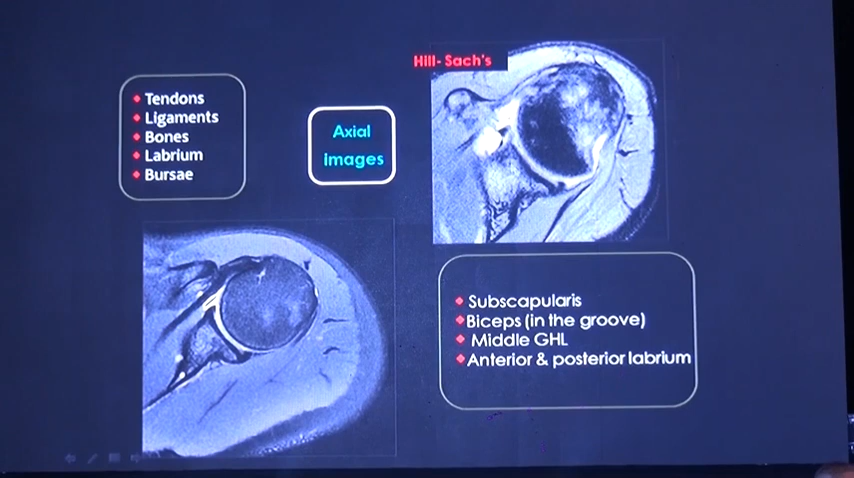 Hill-Sach's
Tendons
Ligaments
Bones
Labrium
Bursae
Axial
images
Subscapularis
Biceps (in the groove)
Middle GHL
Anterior & posterior labrium